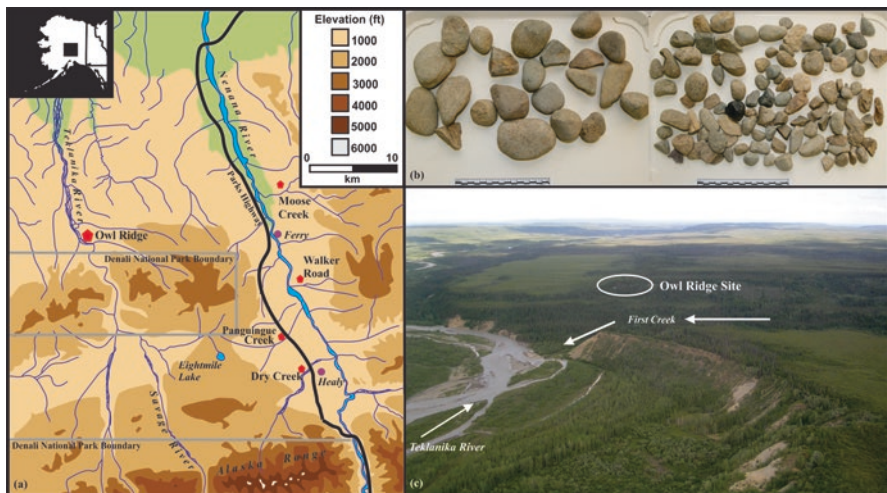 Elevation (ft)
1000
2000
3000
4000
5000
6000
0 10
km
Nenana River
Teklanika River
Parks Highway
Moose
Creek
Owl Ridge
Ferry
Denali National Park Boundary
Walker
Road
Panguingue
Creek
Eightmile
Lake
Dry Creek
Healy
Savage River
Denali National Park Boundary
Alaska Range
(a)
(b)
Owl Ridge Site
First Creek
Teklanika River
(c)